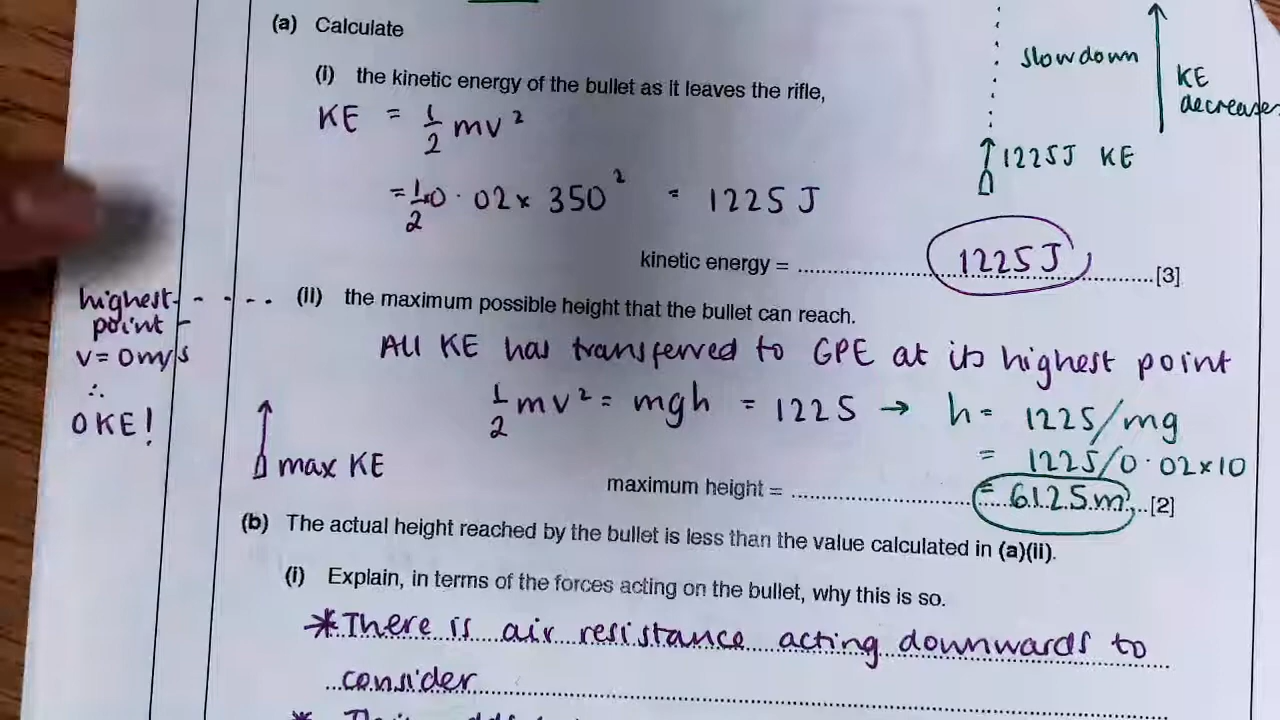 (a) Calculate
(i) the kinetic energy of the bullet as it leaves the rifle,
KE = 1/2 mv²
= 1/2 x 0.02 x 350² = 1225 J
slowdown
KE
decreases
1225J KE
kinetic energy = 1225J [3]
highest
point
v = 0m/s
∴
0KE!
(ii) the maximum possible height that the bullet can reach.
All KE has transferred to GPE at its highest point
1/2 mv² = mgh = 1225 → h = 1225/mg
= 1225/0.02x10
max KE
maximum height = = 6125m [2]
(b) The actual height reached by the bullet is less than the value calculated in (a)(ii).
(i) Explain, in terms of the forces acting on the bullet, why this is so.
*There is air resistance acting downwards to
consider